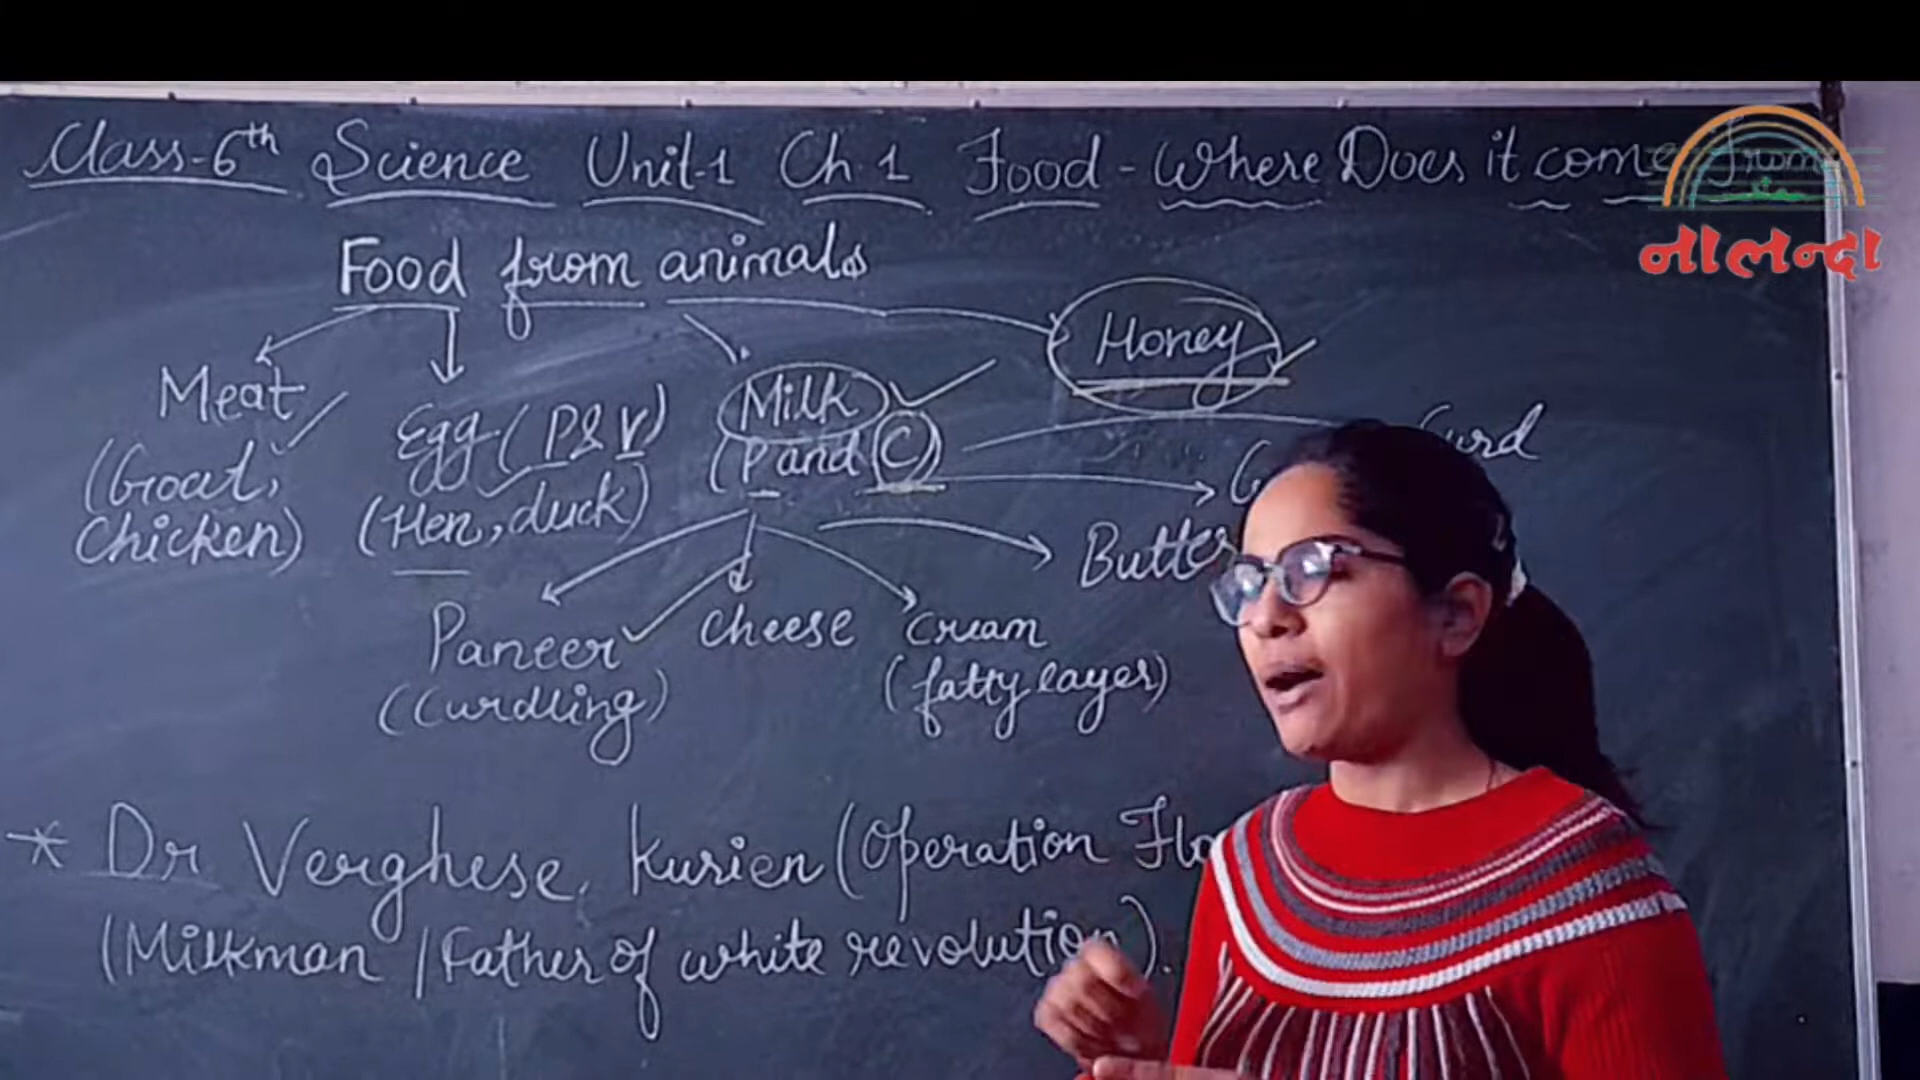 Class-6th Science Unit-1 Ch.1 Food - Where Does it come from
नालन्दा
Food from animals
Honey
Meat
(Goat,
Chicken)
Egg (P&V)
(Hen, duck)
Milk
(P and C)
Curd
Butter
Paneer
(Curdling)
Cheese
Cream
(fatty layer)
* Dr Verghese Kurien (Operation
(Milkman / Father of white revolution).